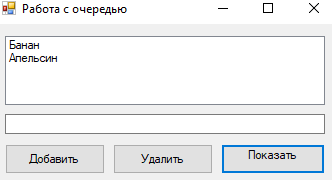 Работа с очередью
Банан
Апельсин
Добавить
Удалить
Показать